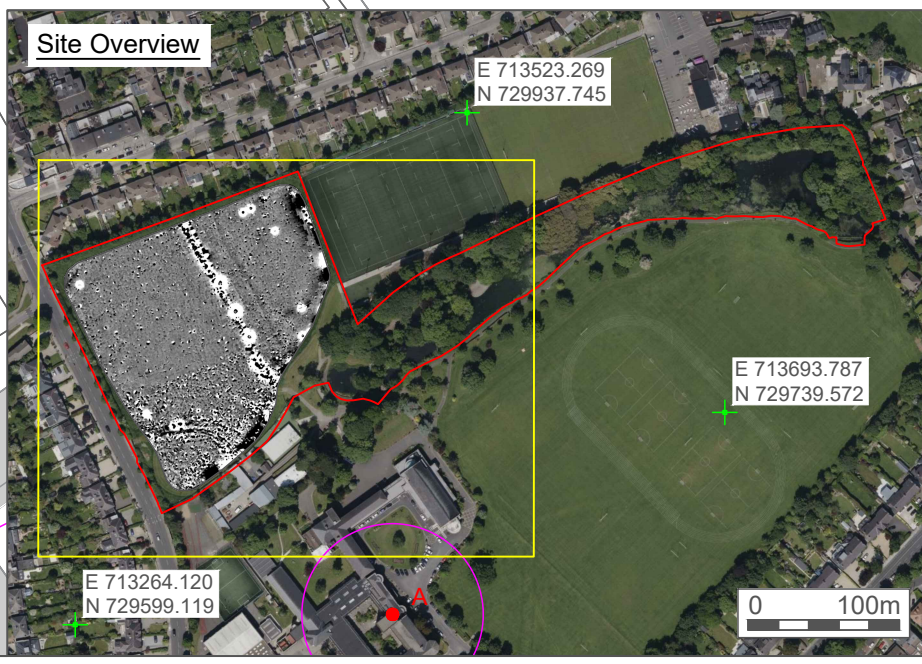 Site Overview
E 713523.269
N 729937.745
E 713693.787
N 729739.572
E 713264.120
N 729599.119
A
0 100m